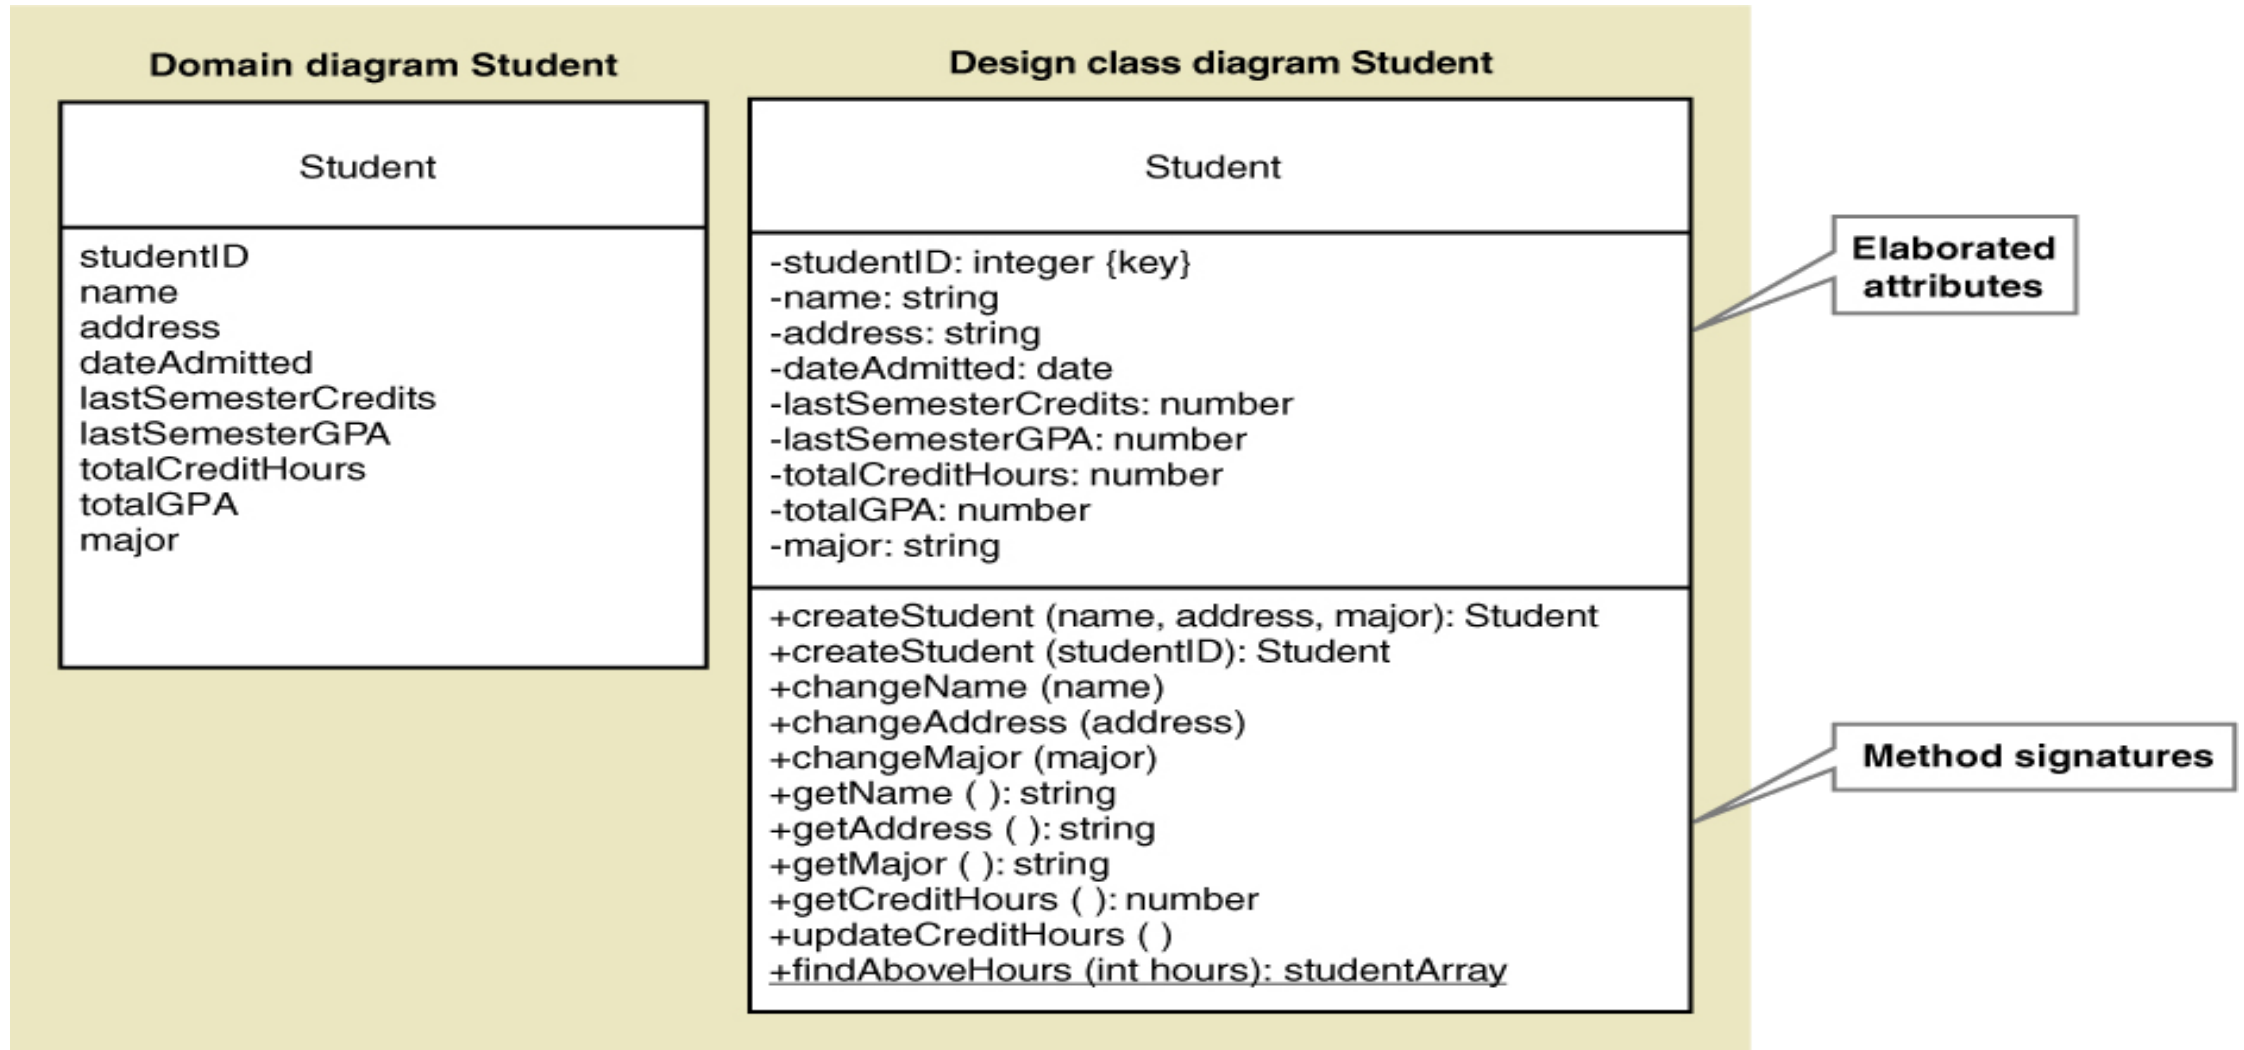 Domain diagram Student
Student
studentID
name
address
dateAdmitted
lastSemesterCredits
lastSemesterGPA
totalCreditHours
totalGPA
major
Design class diagram Student
Student
-studentID: integer {key}
-name: string
-address: string
-dateAdmitted: date
-lastSemesterCredits: number
-lastSemesterGPA: number
-totalCreditHours: number
-totalGPA: number
-major: string
+createStudent (name, address, major): Student
+createStudent (studentID): Student
+changeName (name)
+changeAddress (address)
+changeMajor (major)
+getName ( ): string
+getAddress ( ): string
+getMajor ( ): string
+getCreditHours ( ): number
+updateCreditHours ( )
+findAboveHours (int hours): studentArray
Elaborated
attributes
Method signatures